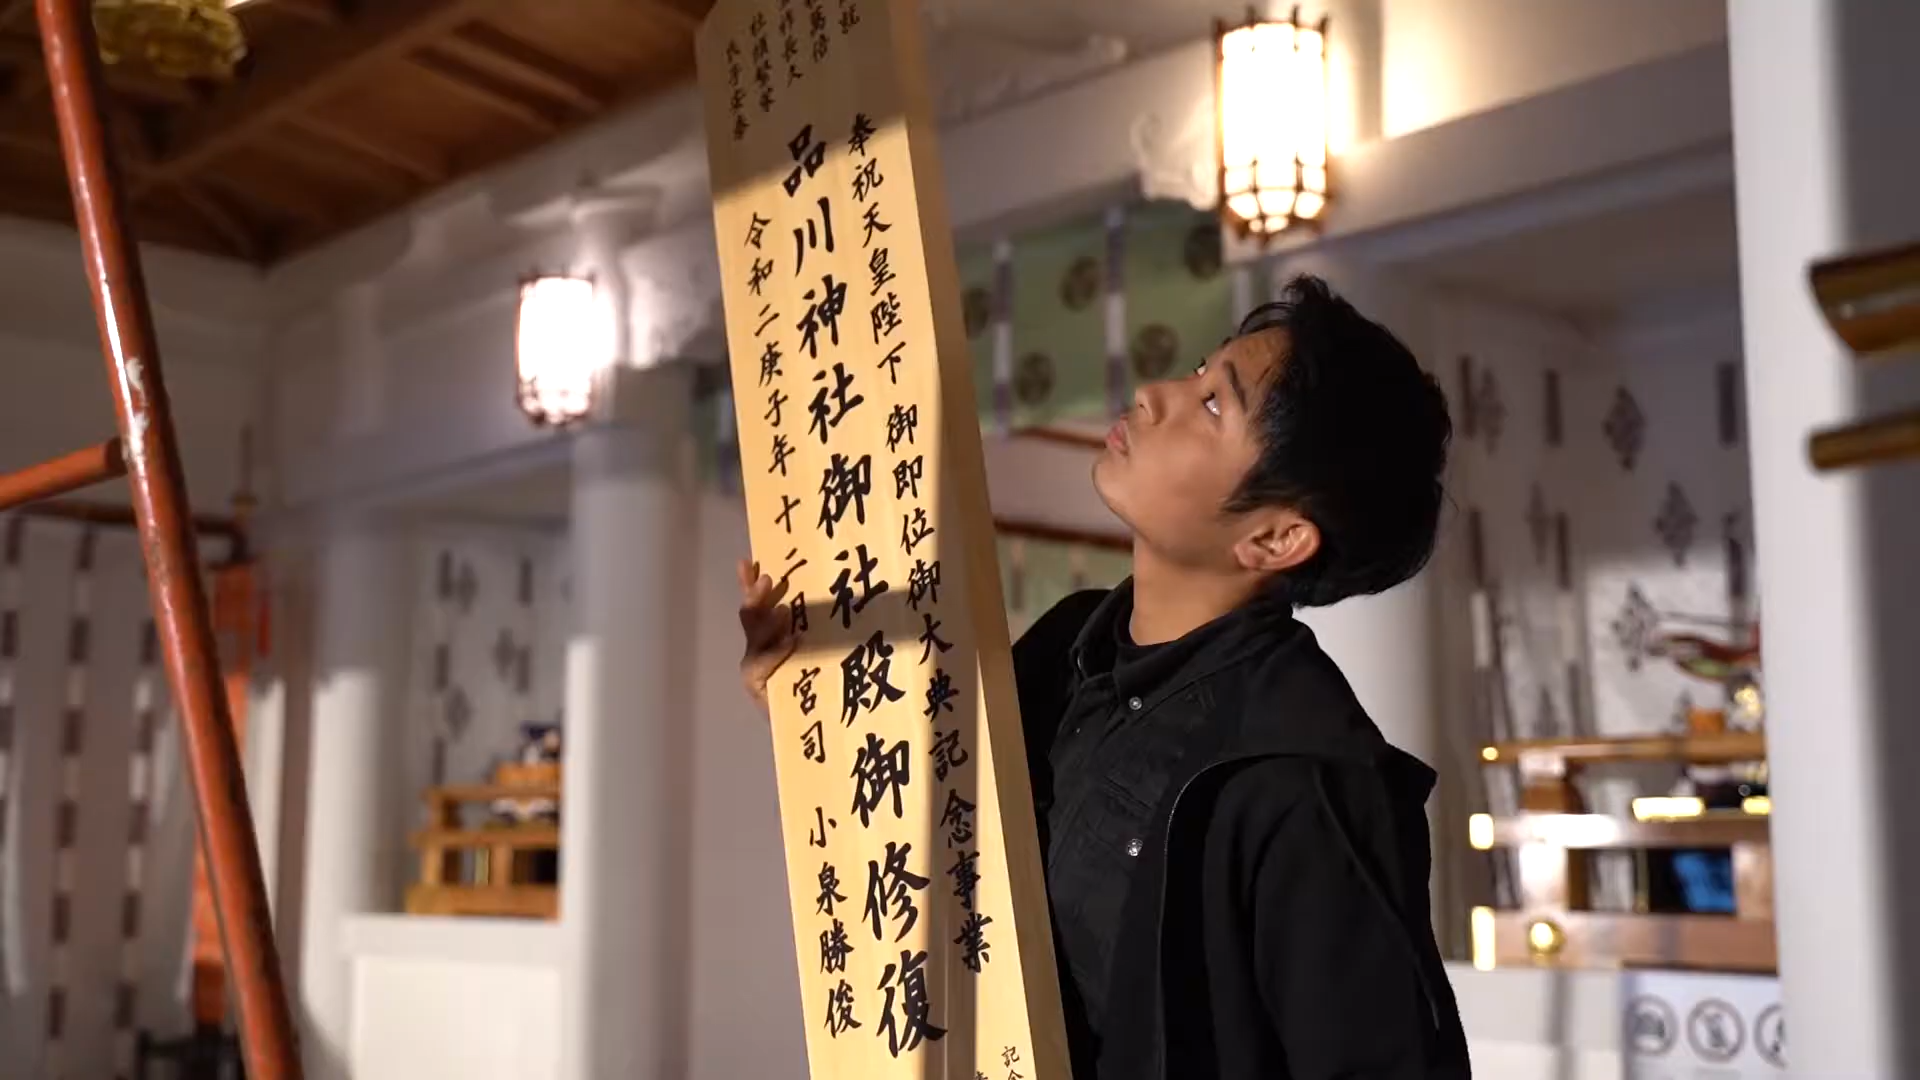 奉祝天皇陛下 御即位御大典記念事業
品川神社御社殿御修復
令和二庚子年十二月 宮司 小泉勝俊